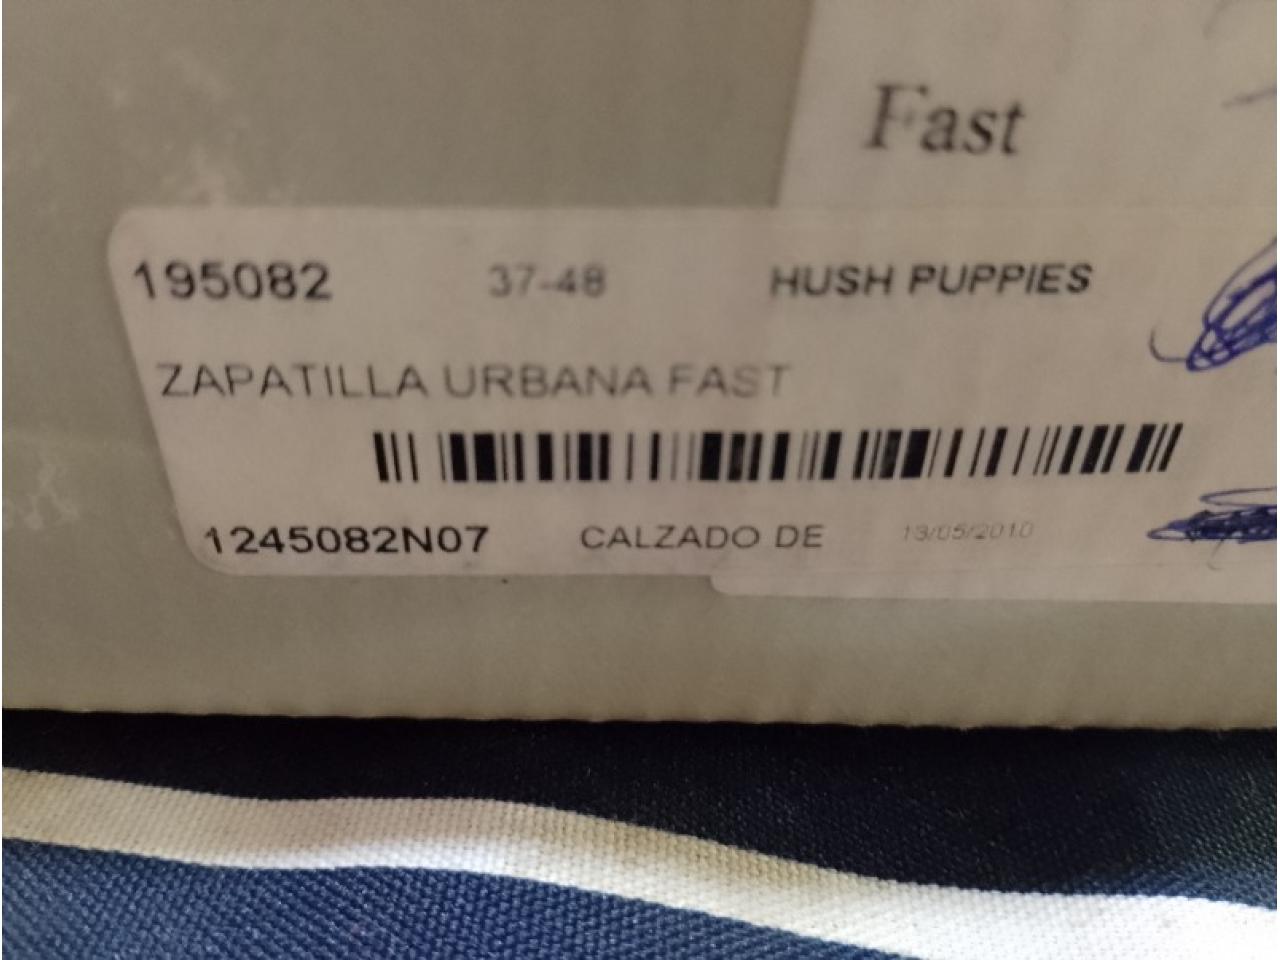 Fast
195082 37-48 HUSH PUPPIES
ZAPATILLA URBANA FAST
1245082N07 CALZADO DE 13/05/2010